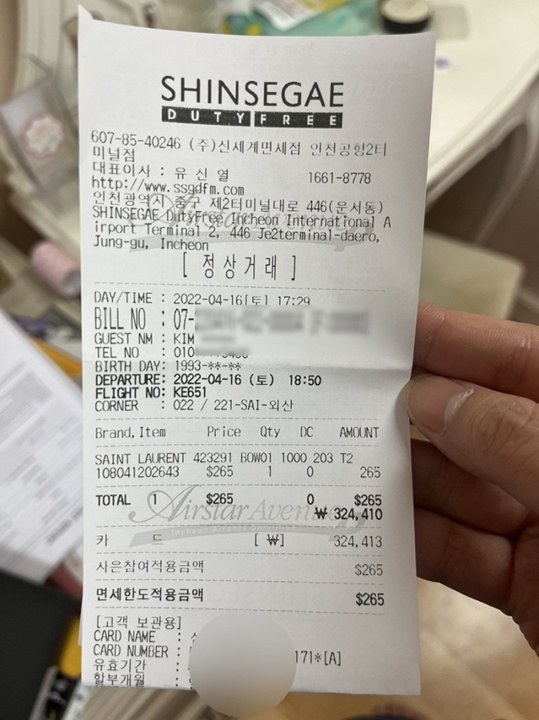 SHINSEGAE
DUTY FREE
607-85-40246 (주)신세계면세점 인천공항2터
미널점
대표이사 : 유 신 열 1661-8778
http://www.ssgdfm.com
인천광역시 중구 제2터미널대로 446(운서동)
SHINSEGAE DutyFree Incheon International A
irport Terminal 2, 446 Je2terminal-daero,
Jung-gu, Incheon
[ 정상거래 ]
DAY/TIME : 2022-04-16[토] 17:29
BILL NO : 07-
GUEST NM : KIM
TEL NO : 010
BIRTH DAY: 1993-**-**
DEPARTURE: 2022-04-16 (토) 18:50
FLIGHT NO: KE651
CORNER : 022 / 221-SAI-외산
Brand,Item Price Qty DC AMOUNT
SAINT LAURENT 423291 BOW01 1000 203 T2
108041202643 $265 1 0 265
TOTAL 1 $265 0 $265
₩ 324,410
Airstar Avenue
카 드 [ ₩] 324,413
사은참여적용금액 $265
면세한도적용금액 $265
[고객 보관용]
CARD NAME :
CARD NUMBER : 171*[A]
유효기간 :
할부개월 :